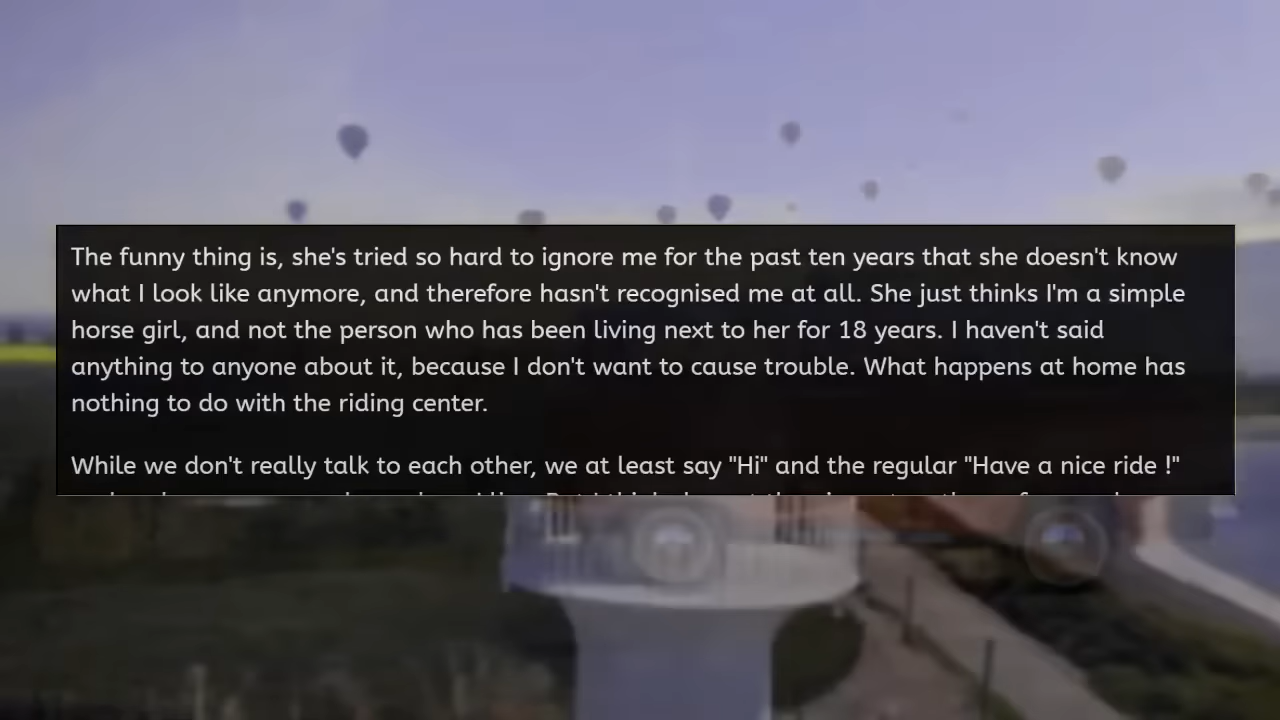 The funny thing is, she's tried so hard to ignore me for the past ten years that she doesn't know
what I look like anymore, and therefore hasn't recognised me at all. She just thinks I'm a simple
horse girl, and not the person who has been living next to her for 18 years. I haven't said
anything to anyone about it, because I don't want to cause trouble. What happens at home has
nothing to do with the riding center.
While we don't really talk to each other, we at least say "Hi" and the regular "Have a nice ride !"